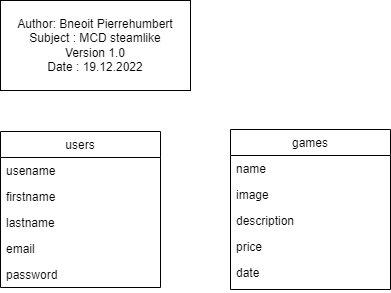 Author: Bneoit Pierrehumbert
Subject : MCD steamlike
Version 1.0
Date : 19.12.2022
users
usename
firstname
lastname
email
password
games
name
image
description
price
date